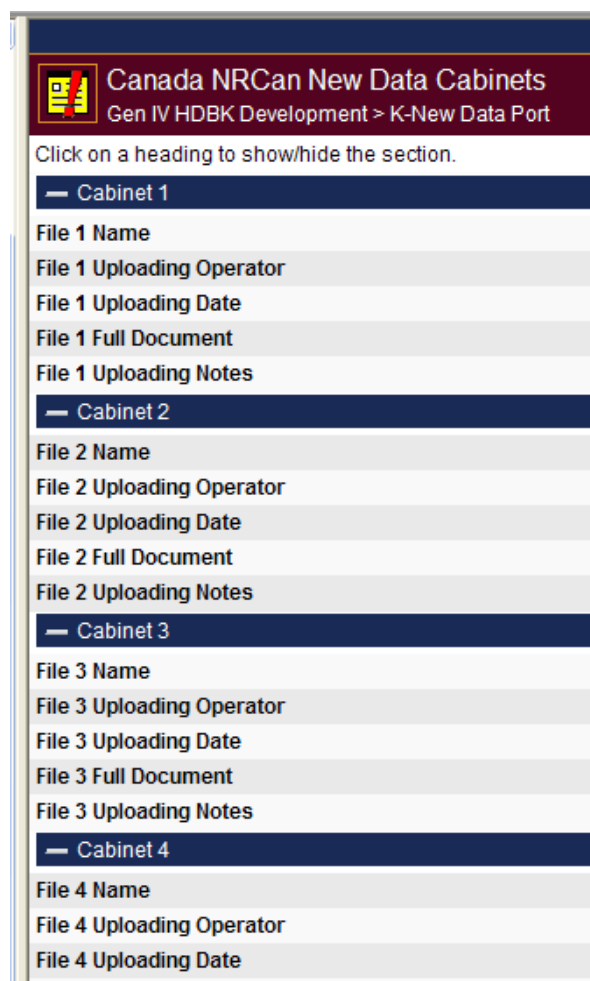 Canada NRCan New Data Cabinets
Gen IV HDBK Development > K-New Data Port
Click on a heading to show/hide the section.
— Cabinet 1
File 1 Name
File 1 Uploading Operator
File 1 Uploading Date
File 1 Full Document
File 1 Uploading Notes
— Cabinet 2
File 2 Name
File 2 Uploading Operator
File 2 Uploading Date
File 2 Full Document
File 2 Uploading Notes
— Cabinet 3
File 3 Name
File 3 Uploading Operator
File 3 Uploading Date
File 3 Full Document
File 3 Uploading Notes
— Cabinet 4
File 4 Name
File 4 Uploading Operator
File 4 Uploading Date